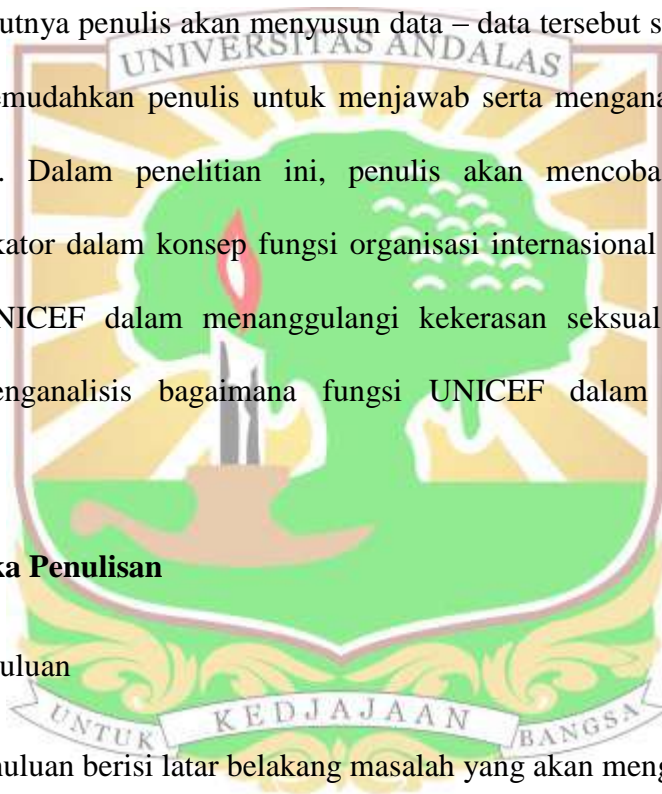 utnya penulis akan menyusun data – data tersebut s
UNIVERSITAS ANDALAS
emudahkan penulis untuk menjawab serta mengana
. Dalam penelitian ini, penulis akan mencoba
kator dalam konsep fungsi organisasi internasional
NICEF dalam menanggulangi kekerasan seksual
enganalisis bagaimana fungsi UNICEF dalam
ka Penulisan
uluan
UNTUK KEDJAJAAN BANGSA
huluan berisi latar belakang masalah yang akan meng